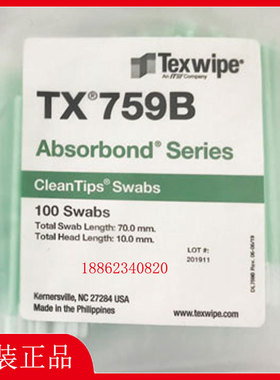 Texwipe®
An ITW Company
TX®759B
Absorbond® Series
CleanTips® Swabs
100 Swabs
Total Swab Length: 70.0 mm.
Total Head Length: 10.0 mm.
LOT #:
201911
18862340820
Kernersville, NC 27284 USA
Made in the Philippines
www.texwipe.com
装正品